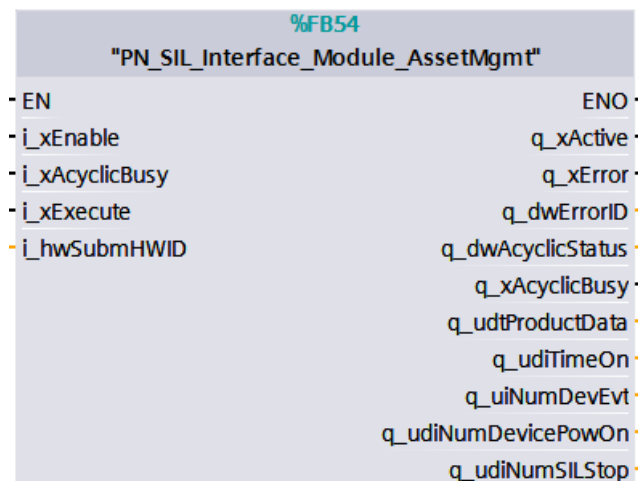 %FB54
"PN_SIL_Interface_Module_AssetMgmt"
EN ENO
i_xEnable q_xActive
i_xAcyclicBusy q_xError
i_xExecute q_dwErrorID
i_hwSubmHWID q_dwAcyclicStatus
q_xAcyclicBusy
q_udtProductData
q_udiTimeOn
q_uiNumDevEvt
q_udiNumDevicePowOn
q_udiNumSILStop